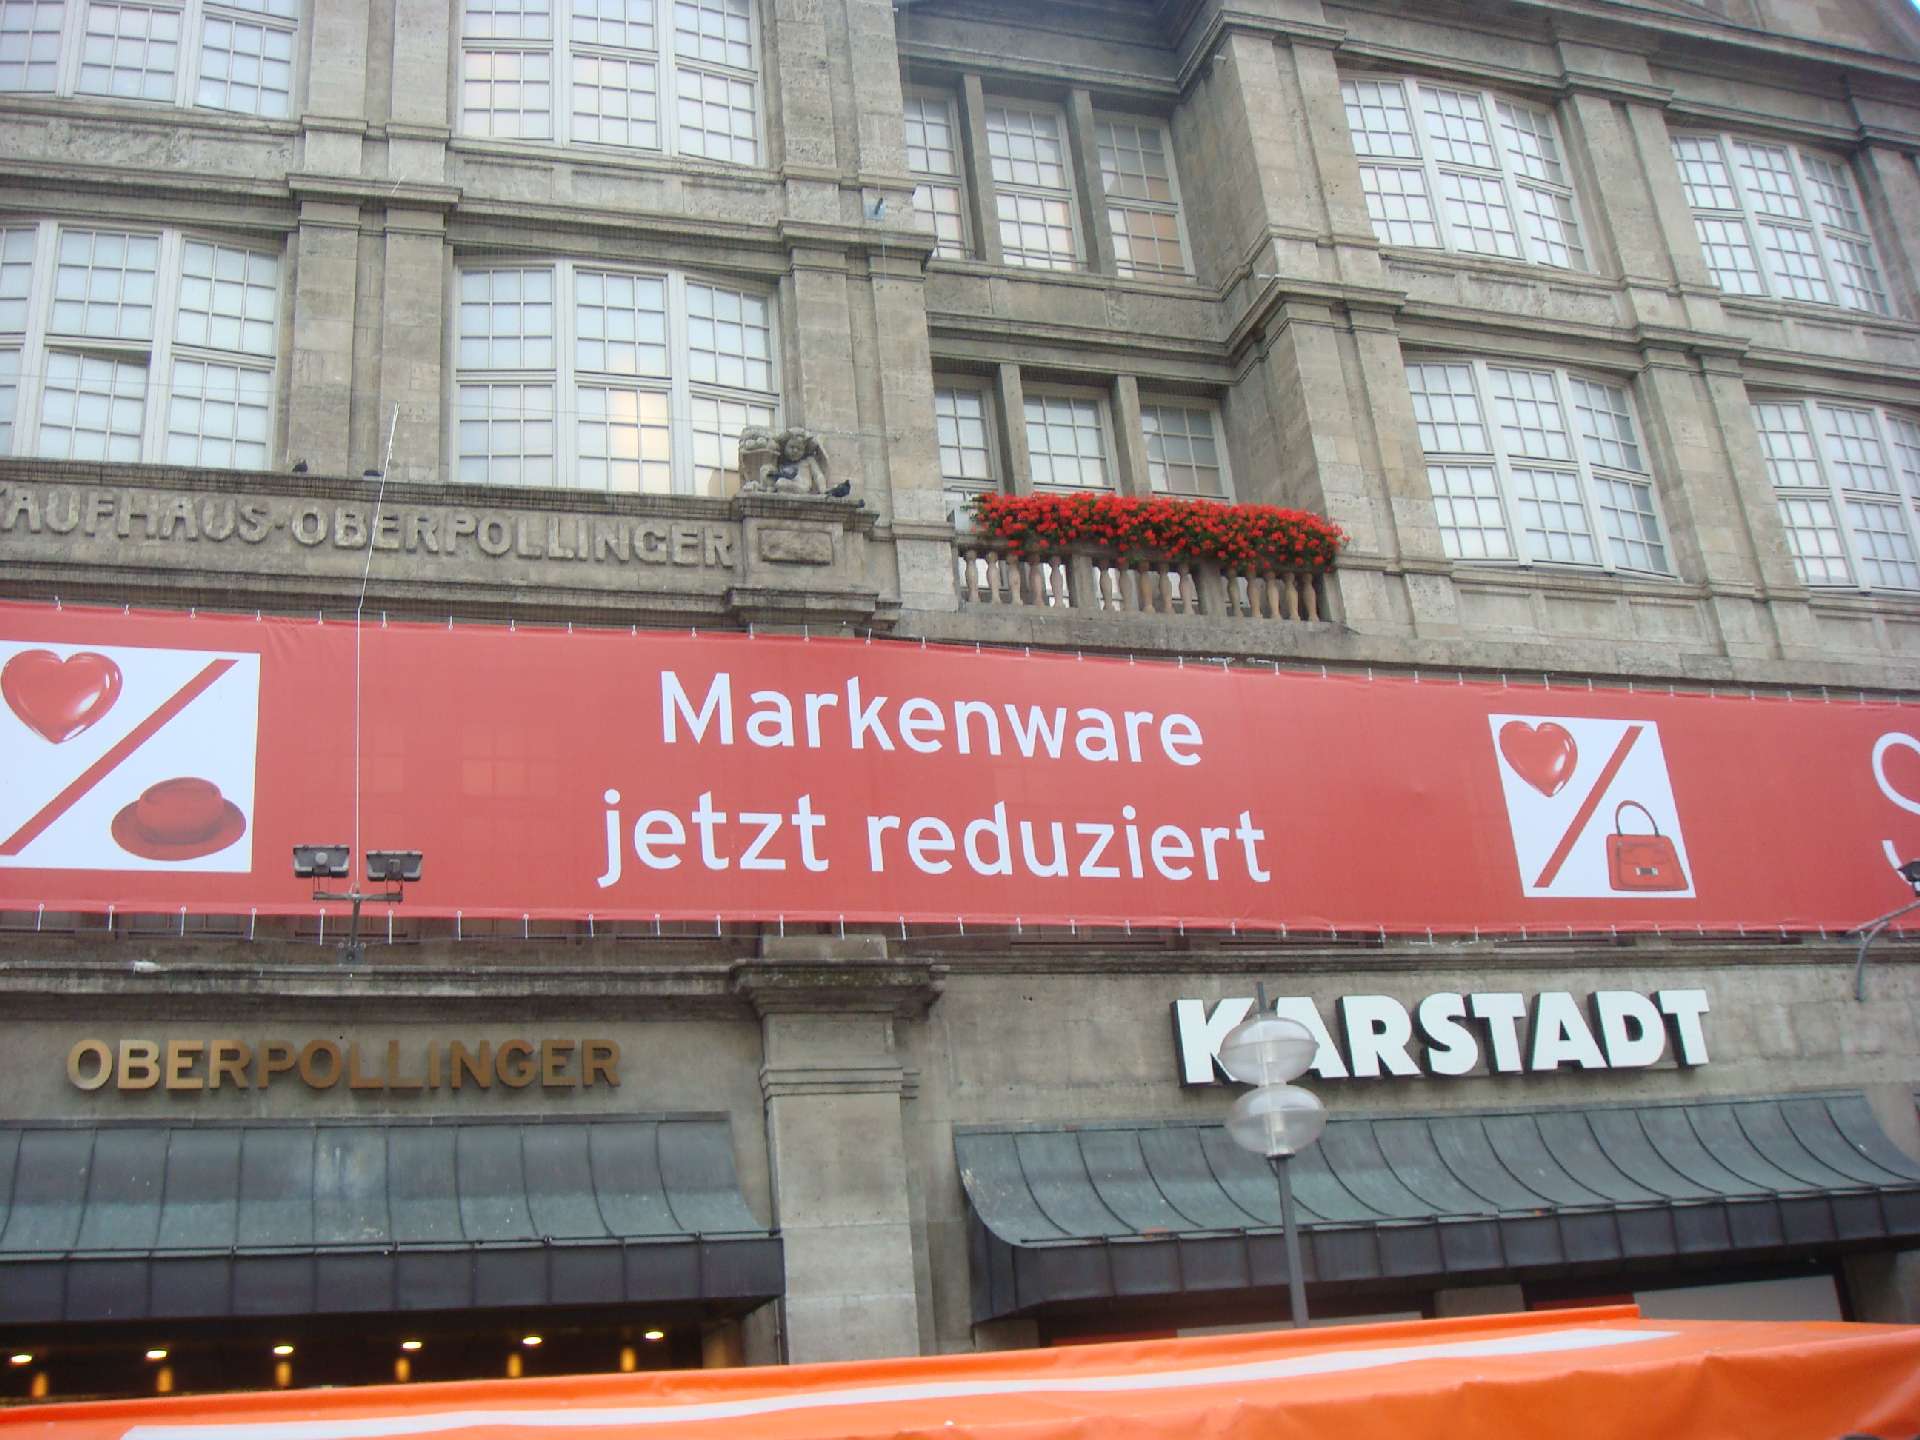 KAUFHAUS·OBERPOLLINGER
Markenware
jetzt reduziert
OBERPOLLINGER
KARSTADT